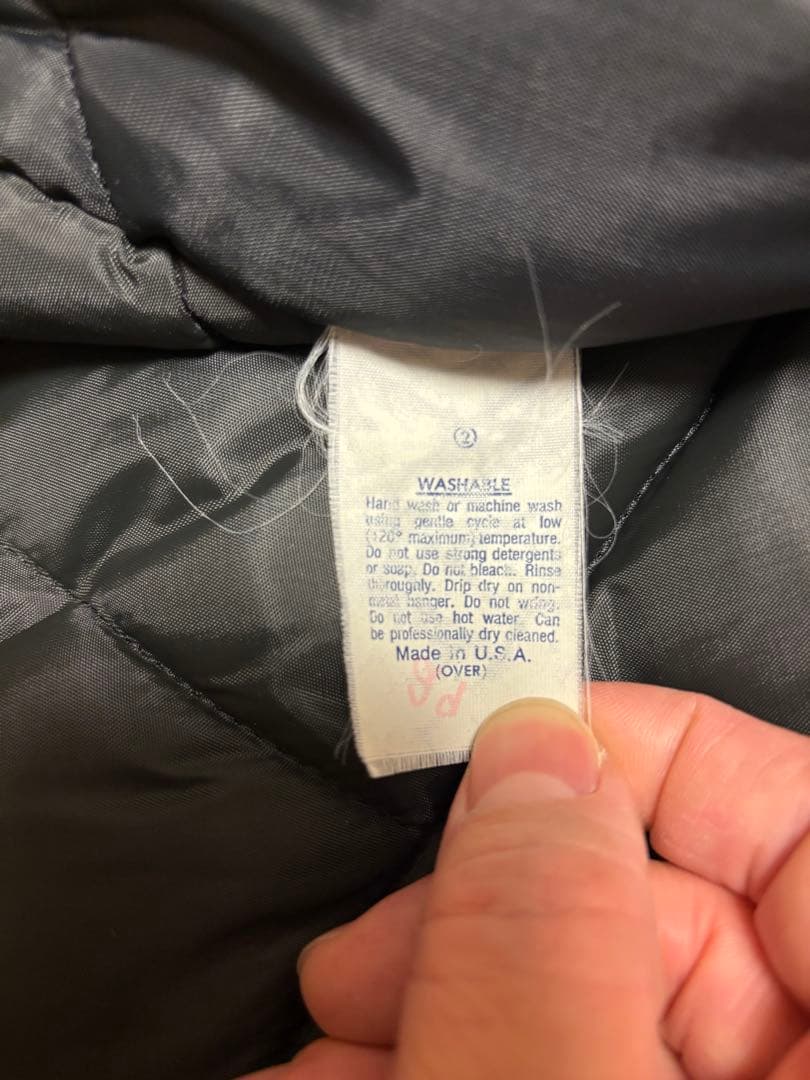 2
WASHABLE
Hand wash or machine wash
using gentle cycle at low
(120° maximum) temperature.
Do not use strong detergents
or soap. Do not bleach. Rinse
thoroughly. Drip dry on non-
metal hanger. Do not wring.
Do not use hot water. Can
be professionally dry cleaned.
Made in U.S.A.
(OVER)